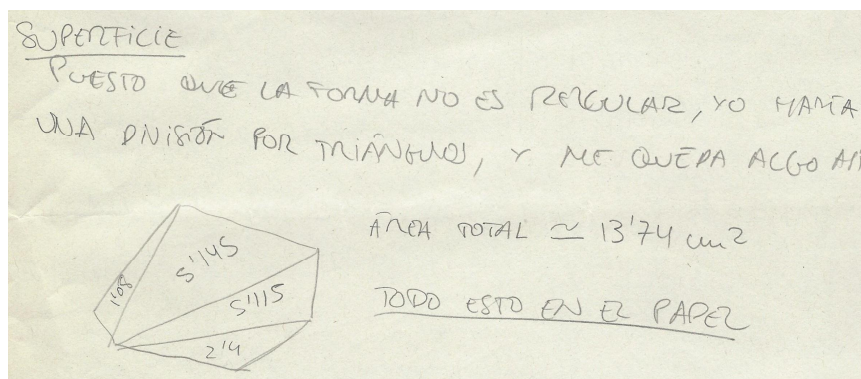 SUPERFICIE
PUESTO QUE LA FORMA NO ES REGULAR, YO HARÍA
UNA DIVISIÓN POR TRIÁNGULOS, Y ME QUEDA ALGO ASÍ
ÁREA TOTAL ≃ 13'74 cm2
TODO ESTO EN EL PAPEL
1'08
5'145
5'115
2'4